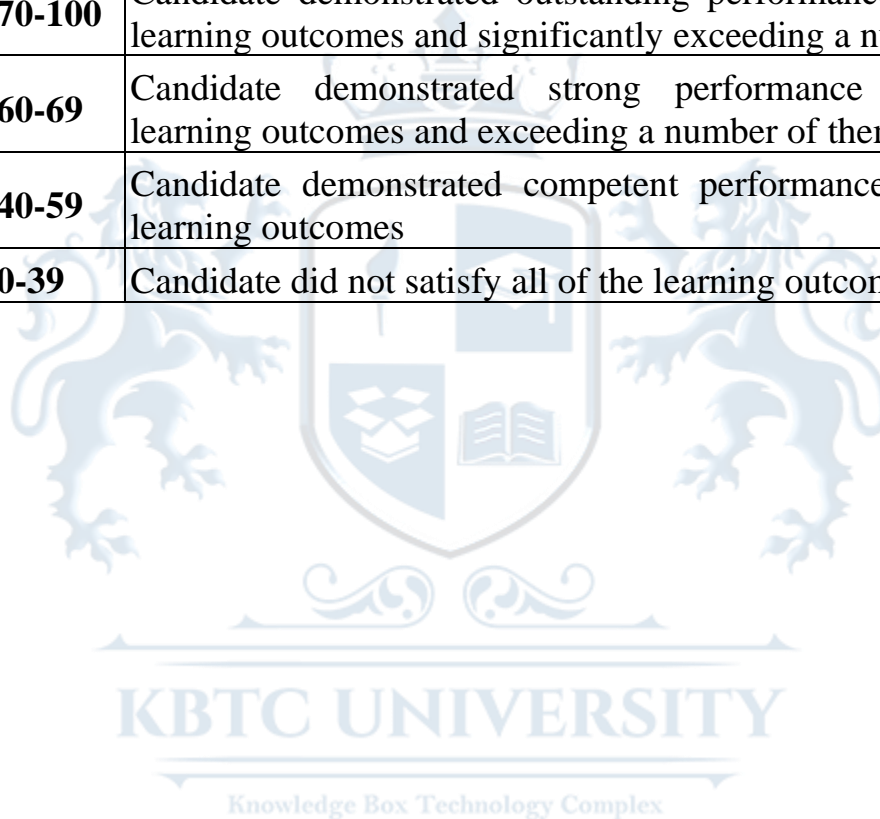 70-100 Candidate demonstrated outstanding performance
learning outcomes and significantly exceeding a
60-69 Candidate demonstrated strong performance
learning outcomes and exceeding a number of
40-59 Candidate demonstrated competent performance
learning outcomes
0-39 Candidate did not satisfy all of the learning
KBTC UNIVERSITY
Knowledge Box Technology Complex